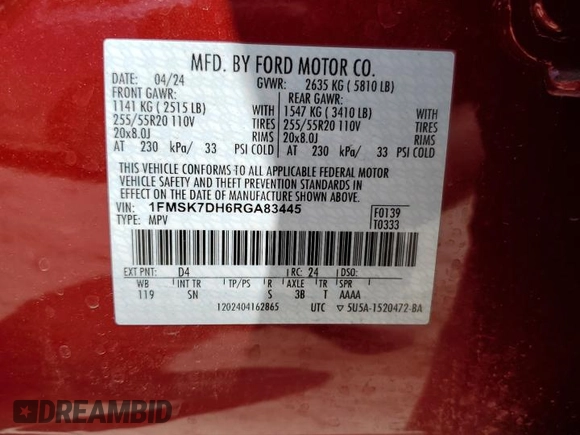 MFD. BY FORD MOTOR CO.
DATE: 04/24 GVWR: 2635 KG ( 5810 LB)
FRONT GAWR: REAR GAWR:
1141 KG ( 2515 LB) WITH 1547 KG ( 3410 LB) WITH
255/55R20 110V TIRES 255/55R20 110V TIRES
20x8.0J RIMS 20x8.0J RIMS
AT 230 kPa/ 33 PSI COLD AT 230 kPa/ 33 PSI COLD
THIS VEHICLE CONFORMS TO ALL APPLICABLE FEDERAL MOTOR
VEHICLE SAFETY AND THEFT PREVENTION STANDARDS IN
EFFECT ON THE DATE OF MANUFACTURE SHOWN ABOVE.
VIN: 1FMSK7DH6RGA83445 F0139
TYPE: MPV T0333
EXT PNT: D4 RC: 24 DSO:
WB INT TR TP/PS R AXLE TR SPR
119 SN S 3B T AAAA
1202404162865 UTC ▽ 5U5A-1520472-BA
DREAMBID